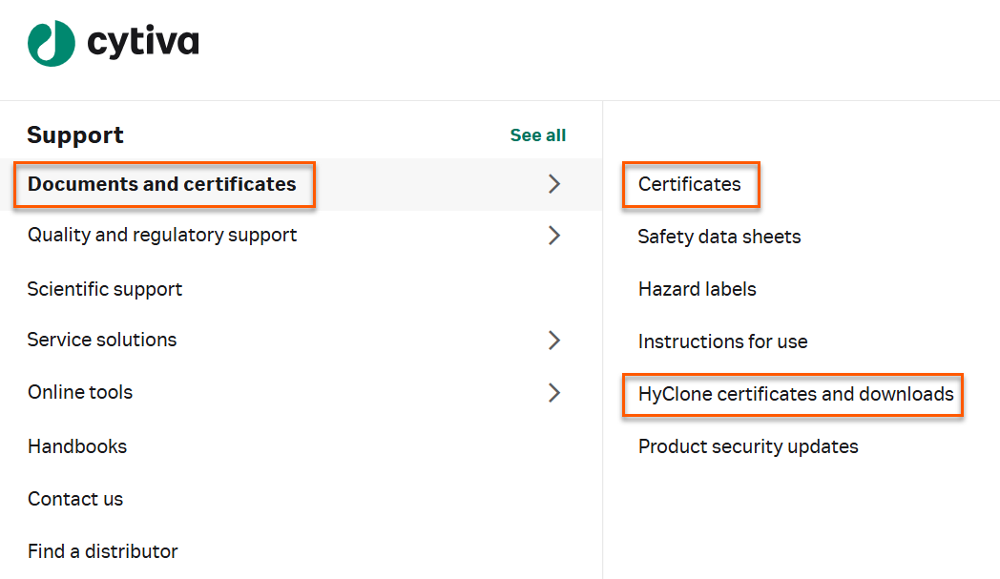 cytiva
Support
See all
Documents and certificates
Quality and regulatory support
Scientific support
Service solutions
Online tools
Handbooks
Contact us
Find a distributor
Certificates
Safety data sheets
Hazard labels
Instructions for use
HyClone certificates and downloads
Product security updates